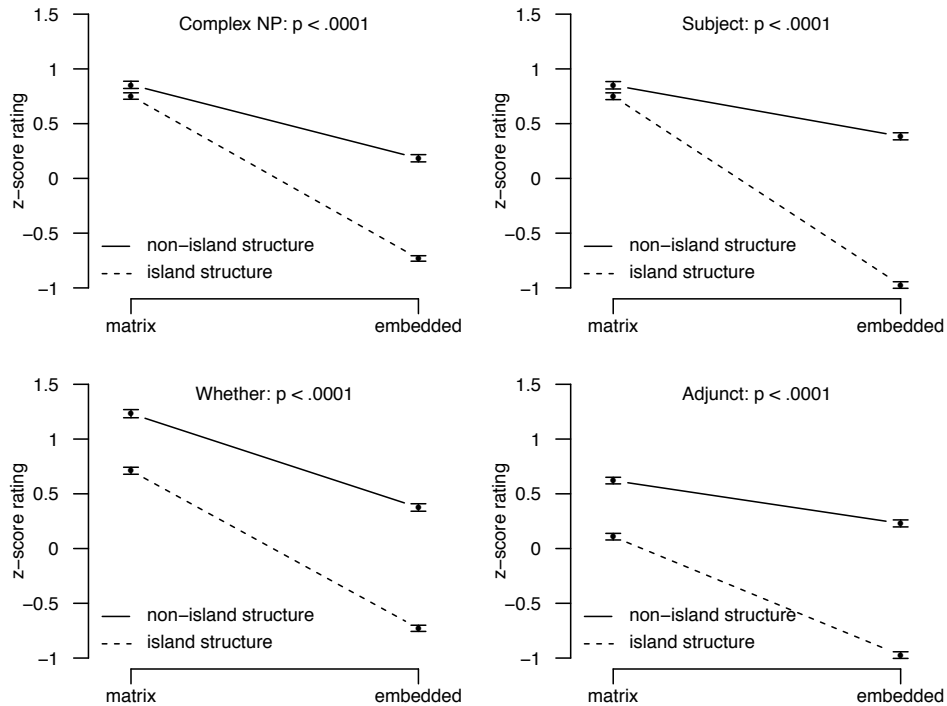 Complex NP: p < .0001
z−score rating
1.5
1
0.5
0
−0.5
−1
non−island structure
island structure
matrix
embedded
Subject: p < .0001
z−score rating
1.5
1
0.5
0
−0.5
−1
non−island structure
island structure
matrix
embedded
Whether: p < .0001
z−score rating
1.5
1
0.5
0
−0.5
−1
non−island structure
island structure
matrix
embedded
Adjunct: p < .0001
z−score rating
1.5
1
0.5
0
−0.5
−1
non−island structure
island structure
matrix
embedded